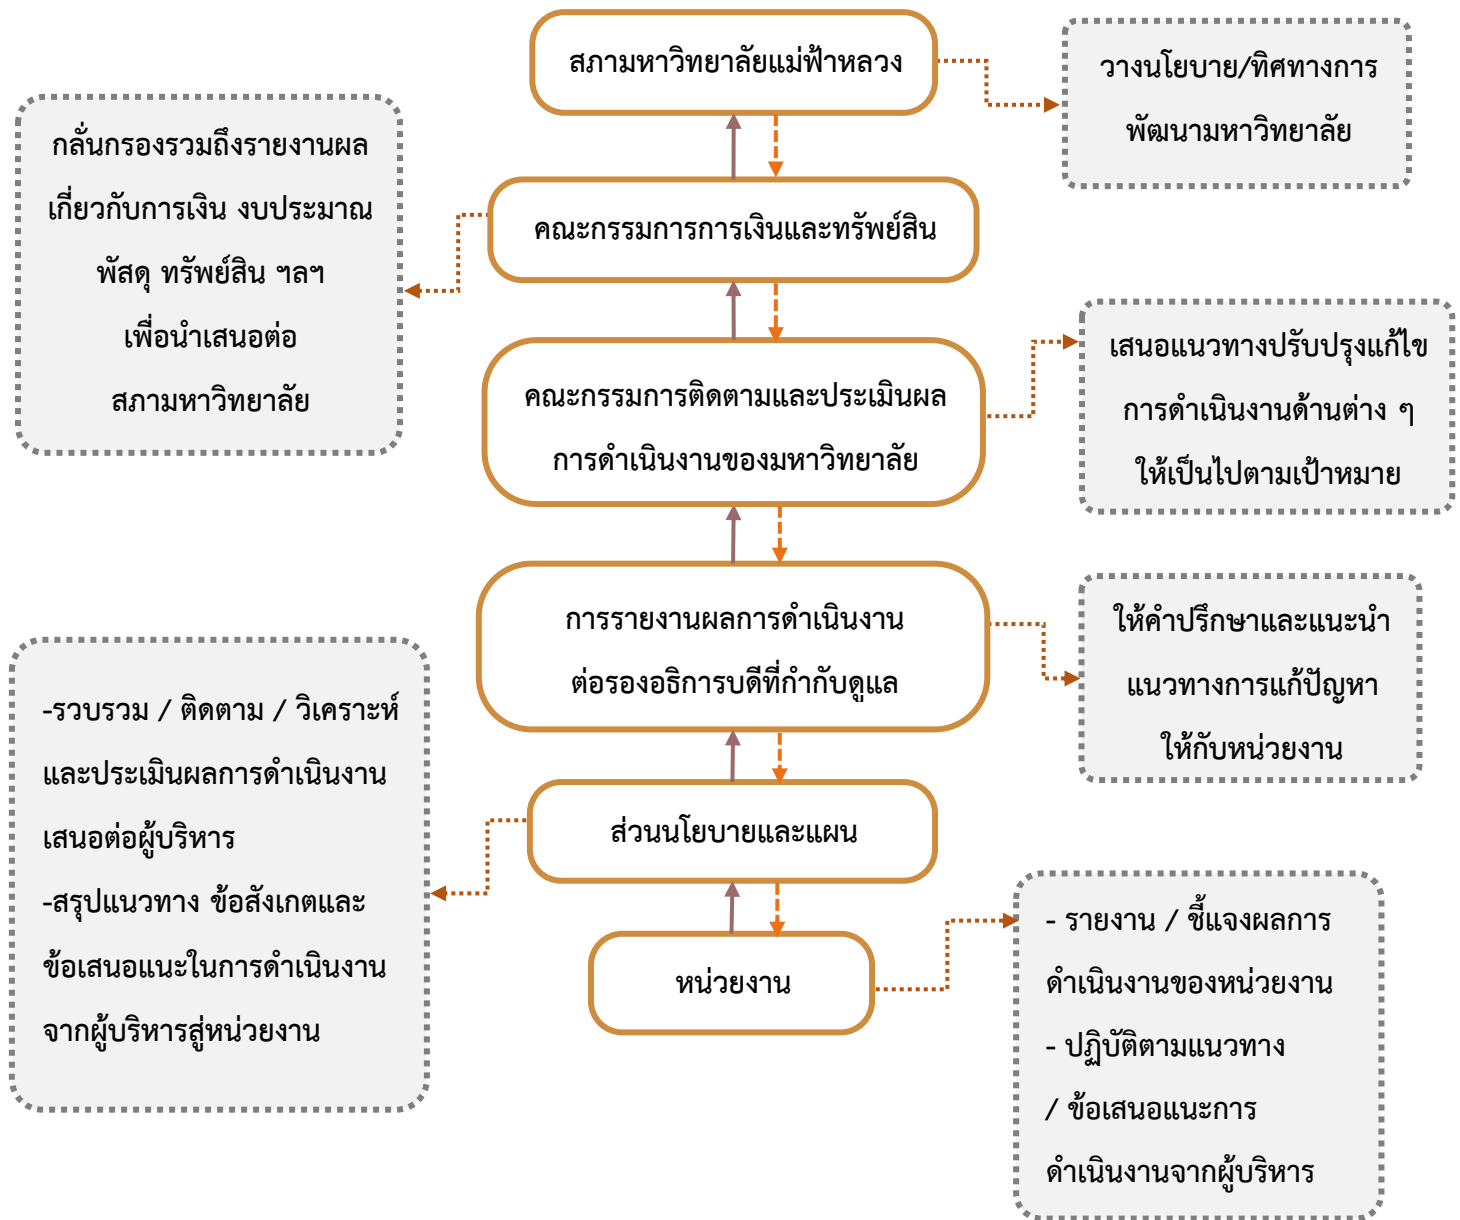 สภามหาวิทยาลัยแม่ฟ้าหลวง
วางนโยบาย/ทิศทางการ
พัฒนามหาวิทยาลัย
กลั่นกรองรวมถึงรายงานผล
เกี่ยวกับการเงิน งบประมาณ
พัสดุ ทรัพย์สิน ฯลฯ
เพื่อนำเสนอต่อ
สภามหาวิทยาลัย
คณะกรรมการการเงินและทรัพย์สิน
คณะกรรมการติดตามและประเมินผล
การดำเนินงานของมหาวิทยาลัย
เสนอแนวทางปรับปรุงแก้ไข
การดำเนินงานด้านต่าง ๆ
ให้เป็นไปตามเป้าหมาย
การรายงานผลการดำเนินงาน
ต่อรองอธิการบดีที่กำกับดูแล
ให้คำปรึกษาและแนะนำ
แนวทางการแก้ปัญหา
ให้กับหน่วยงาน
-รวบรวม / ติดตาม / วิเคราะห์
และประเมินผลการดำเนินงาน
เสนอต่อผู้บริหาร
-สรุปแนวทาง ข้อสังเกตและ
ข้อเสนอแนะในการดำเนินงาน
จากผู้บริหารสู่หน่วยงาน
ส่วนนโยบายและแผน
หน่วยงาน
- รายงาน / ชี้แจงผลการ
ดำเนินงานของหน่วยงาน
- ปฏิบัติตามแนวทาง
/ ข้อเสนอแนะการ
ดำเนินงานจากผู้บริหาร